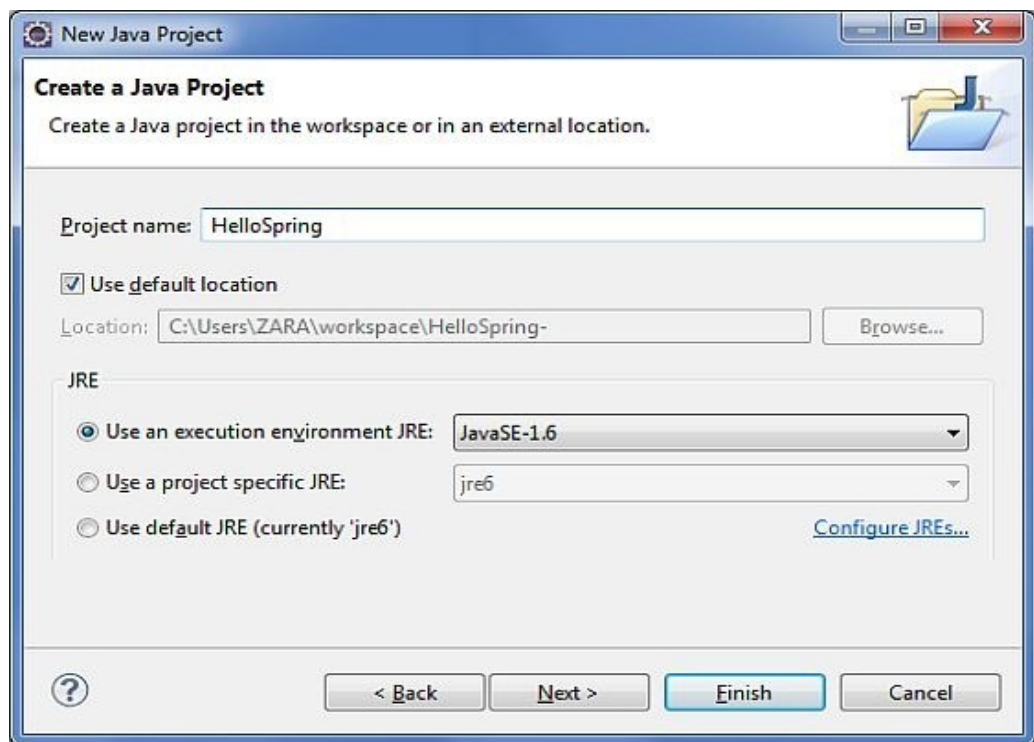 New Java Project
Create a Java Project
Create a Java project in the workspace or in an external location.
Project name: HelloSpring
Use default location
Location: C:\Users\ZARA\workspace\HelloSpring- Browse...
JRE
Use an execution environment JRE: JavaSE-1.6
Use a project specific JRE: jre6
Use default JRE (currently 'jre6') Configure JREs...
? < Back Next > Finish Cancel